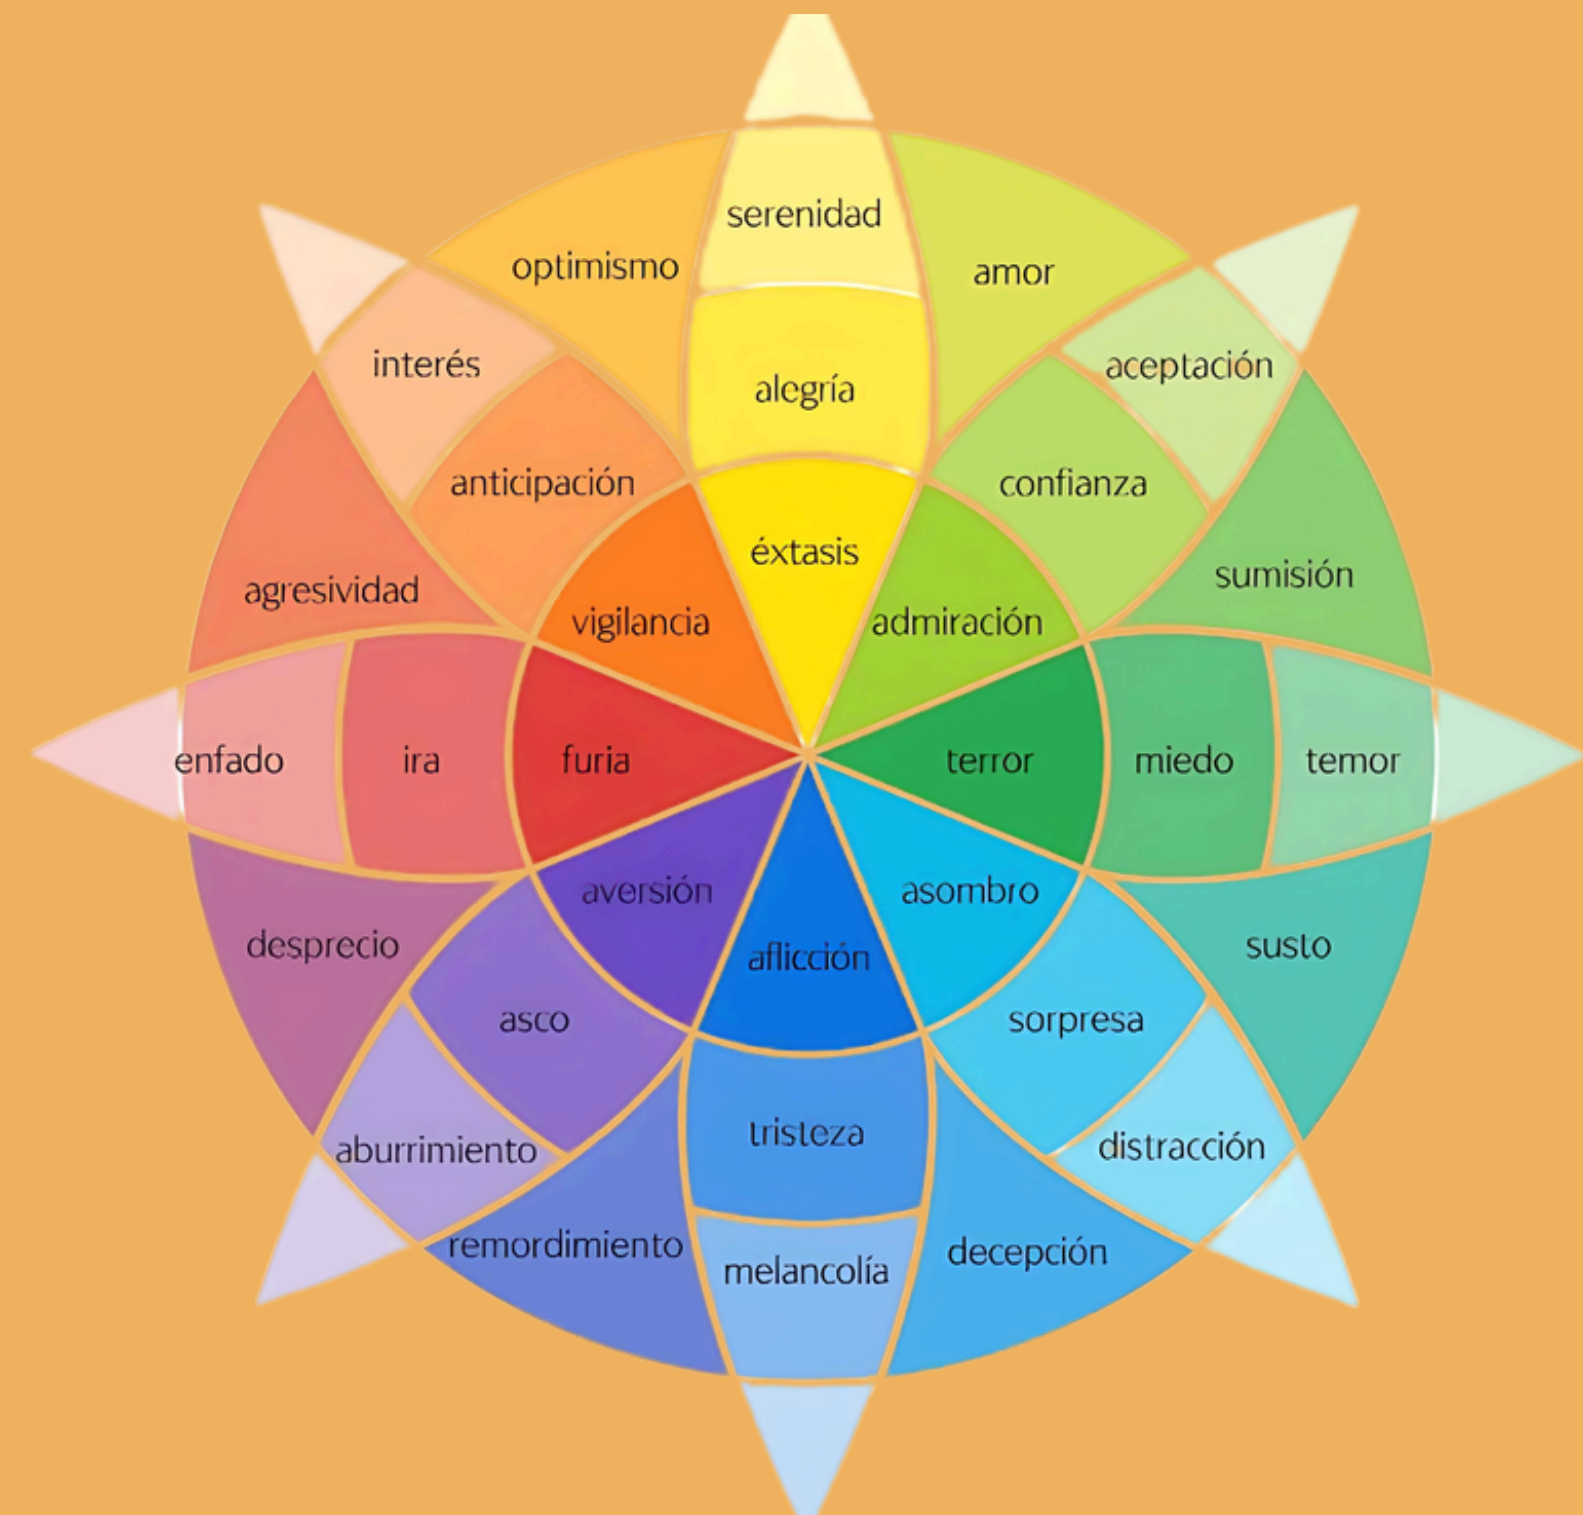 serenidad
optimismo
amor
interés
aceptación
alegría
anticipación
confianza
éxtasis
sumisión
agresividad
vigilancia
admiración
enfado
ira
furia
terror
miedo
temor
aversión
asombro
desprecio
susto
aflicción
asco
sorpresa
tristeza
aburrimiento
distracción
remordimiento
decepción
melancolía